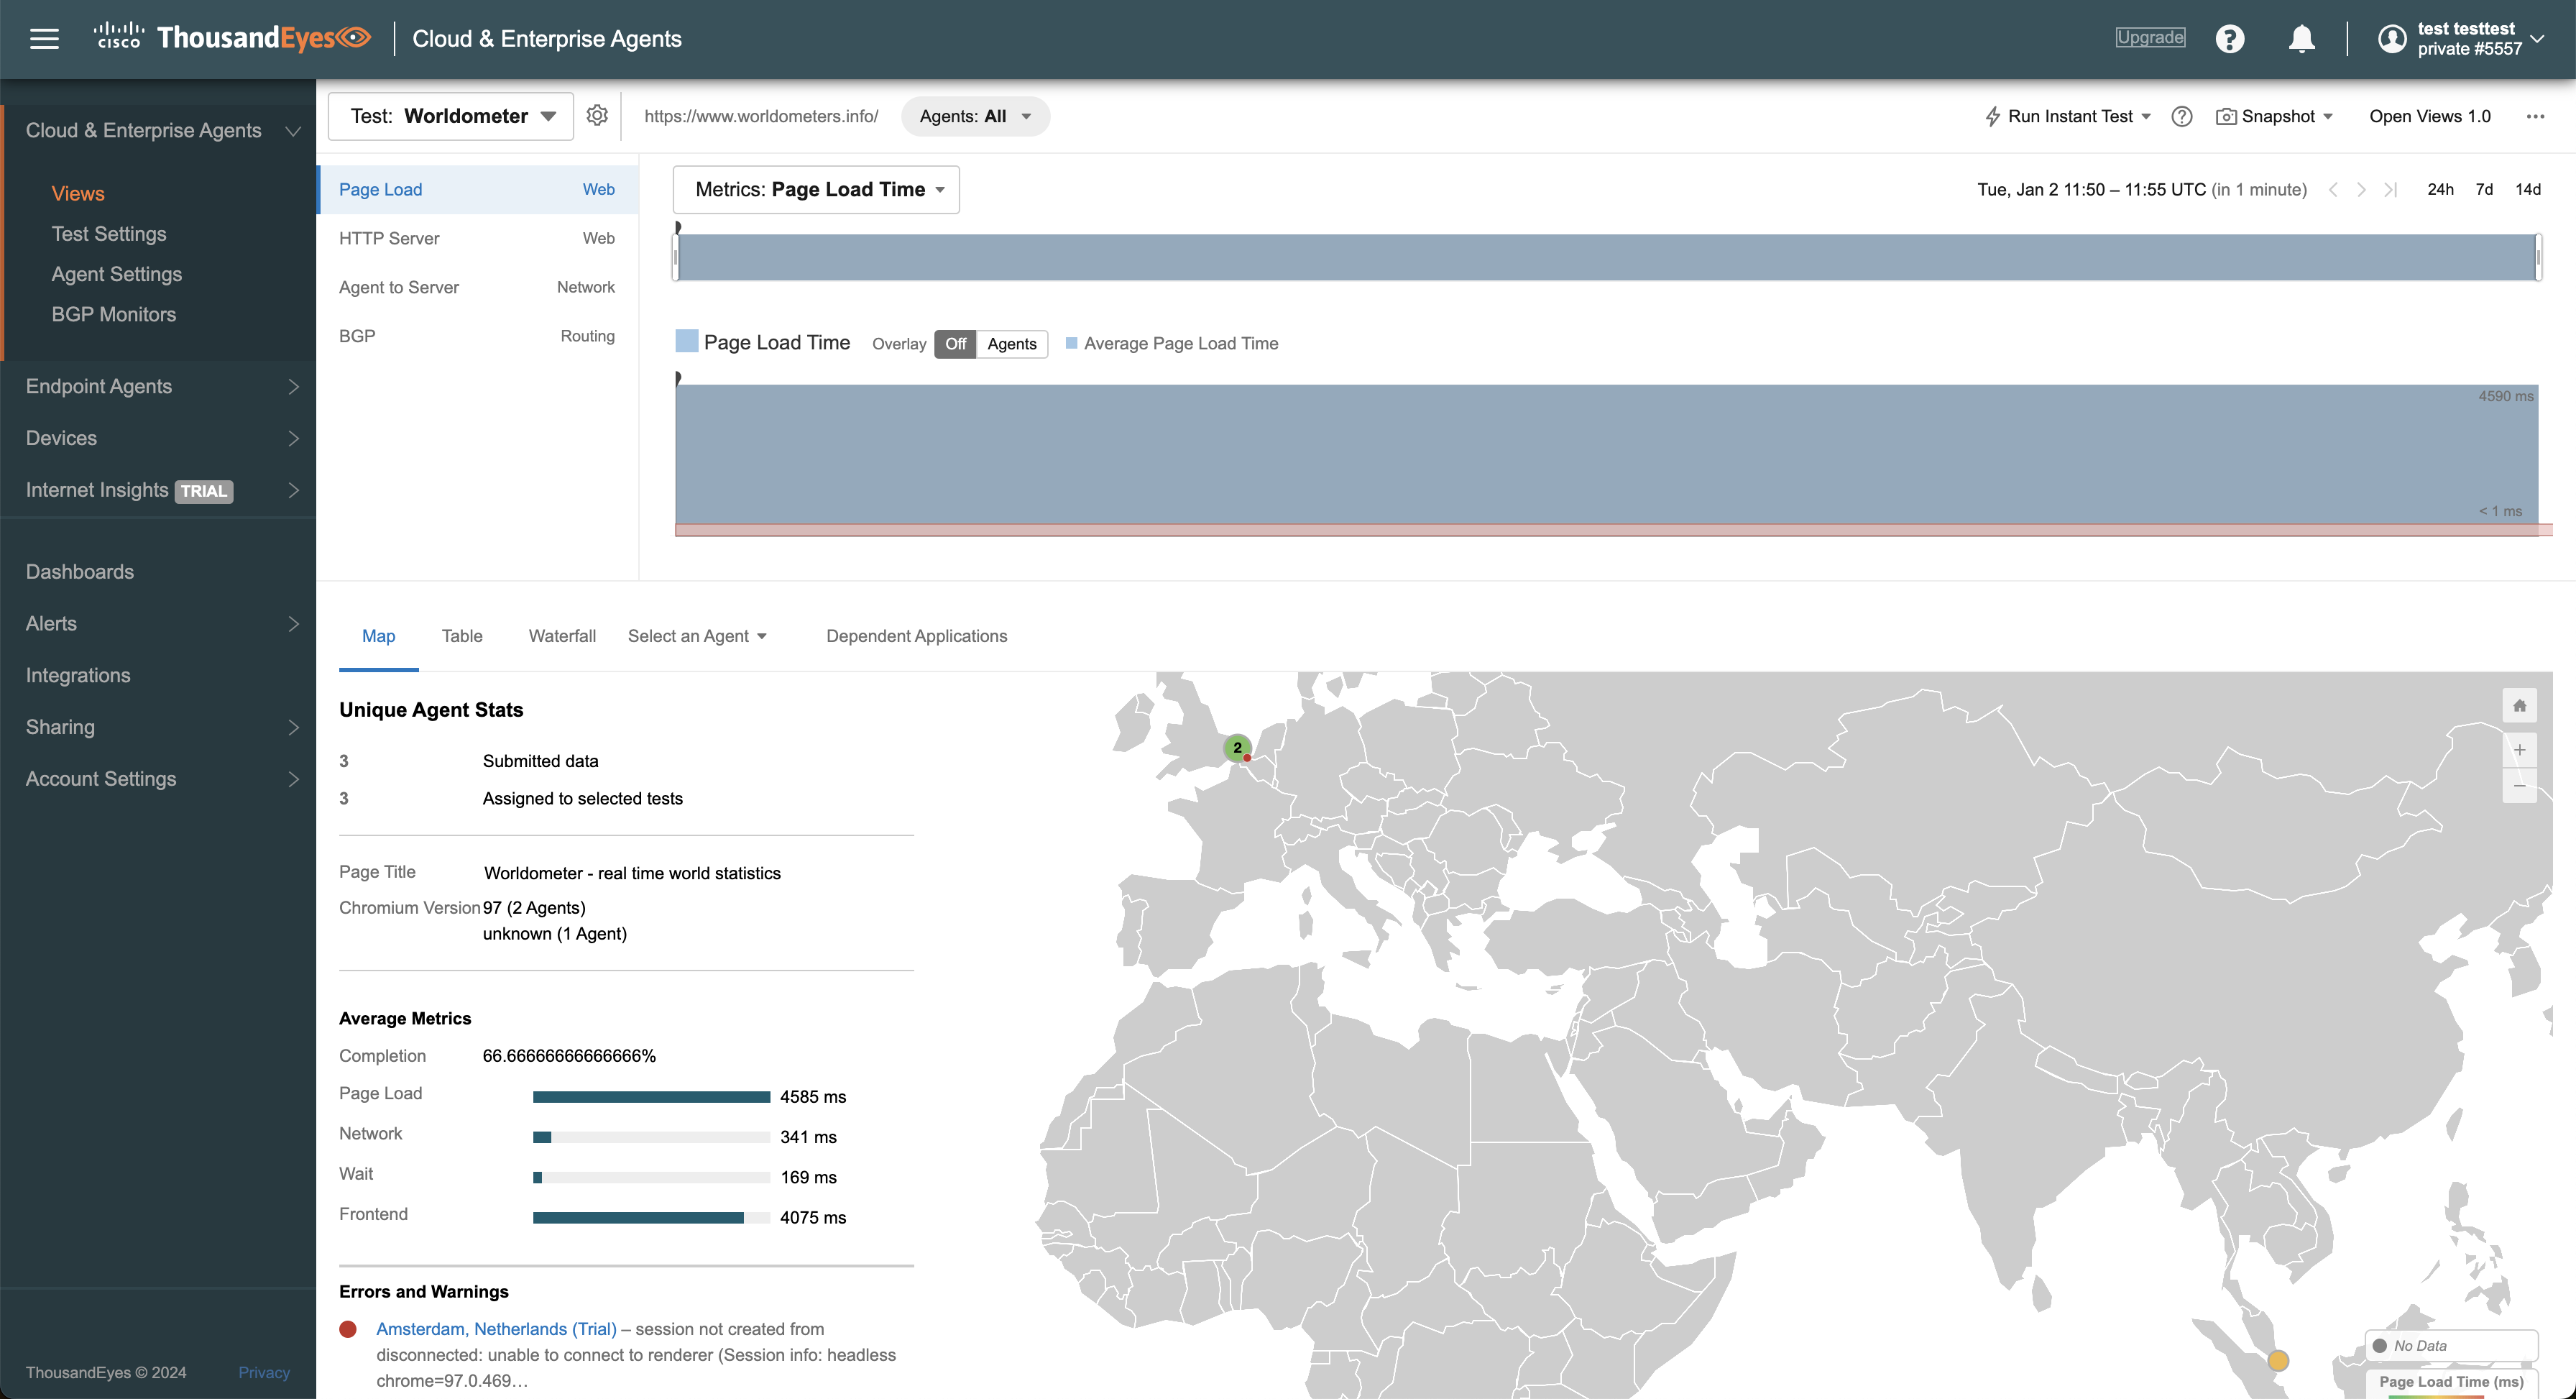 cisco ThousandEyes
Cloud & Enterprise Agents
Upgrade
?
test testtest
private #5557
Cloud & Enterprise Agents
Views
Test Settings
Agent Settings
BGP Monitors
Endpoint Agents
Devices
Internet Insights TRIAL
Dashboards
Alerts
Integrations
Sharing
Account Settings
ThousandEyes © 2024 Privacy
Test: Worldometer
https://www.worldometers.info/
Agents: All
Run Instant Test
?
Snapshot
Open Views 1.0
Page Load Web
HTTP Server Web
Agent to Server Network
BGP Routing
Metrics: Page Load Time
Tue, Jan 2 11:50 – 11:55 UTC (in 1 minute)
24h 7d 14d
Page Load Time Overlay Off Agents Average Page Load Time
4590 ms
< 1 ms
Map Table Waterfall Select an Agent Dependent Applications
Unique Agent Stats
3 Submitted data
3 Assigned to selected tests
Page Title Worldometer - real time world statistics
Chromium Version 97 (2 Agents)
unknown (1 Agent)
Average Metrics
Completion 66.66666666666666%
Page Load 4585 ms
Network 341 ms
Wait 169 ms
Frontend 4075 ms
Errors and Warnings
Amsterdam, Netherlands (Trial) – session not created from
disconnected: unable to connect to renderer (Session info: headless
chrome=97.0.469…
2
+
−
No Data
Page Load Time (ms)